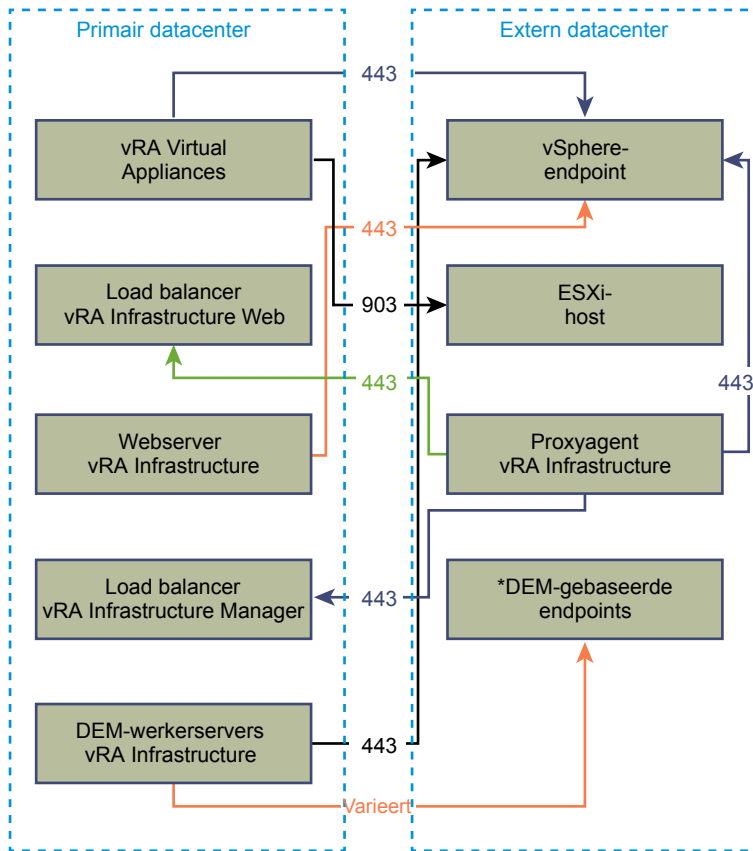 Primair datacenter
Extern datacenter
443
vRA Virtual
Appliances
vSphere-
endpoint
443
Load balancer
vRA Infrastructure Web
903
ESXi-
host
443
443
Webserver
vRA Infrastructure
Proxyagent
vRA Infrastructure
Load balancer
vRA Infrastructure Manager
443
*DEM-gebaseerde
endpoints
DEM-werkerservers
vRA Infrastructure
443
Varieert